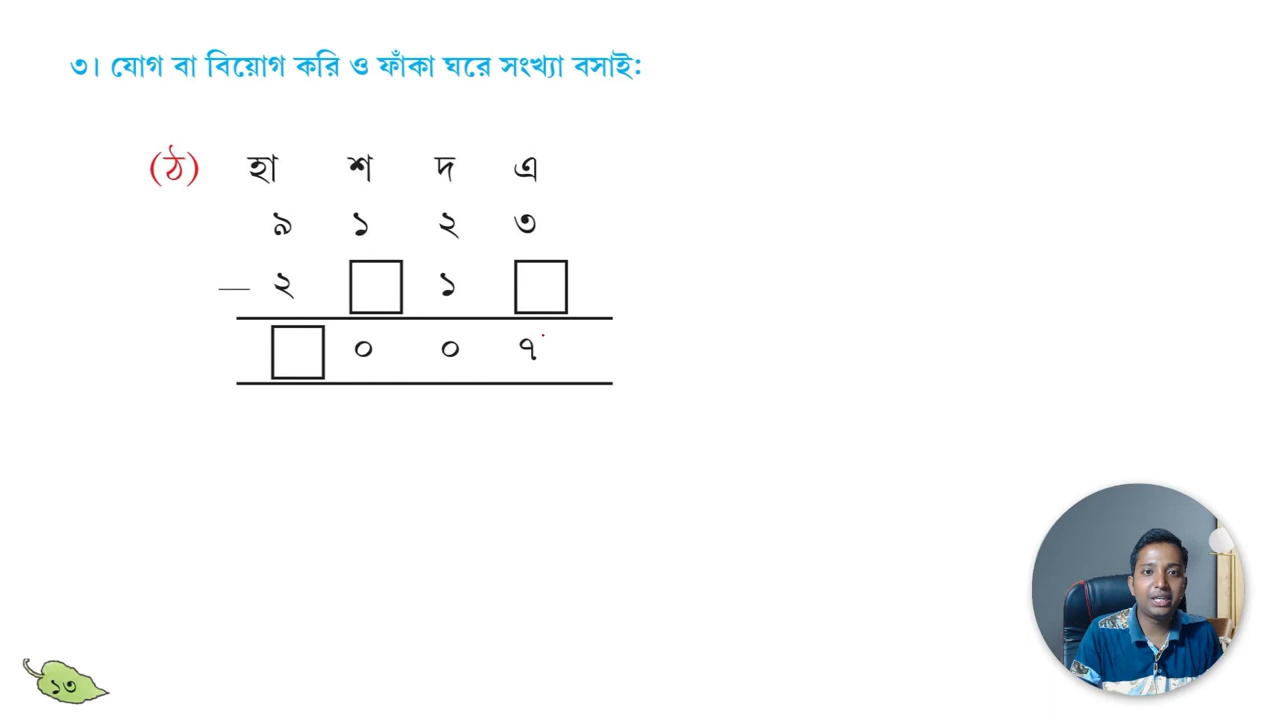 ৩। যোগ বা বিয়োগ করি ও ফাঁকা ঘরে সংখ্যা বসাই:
(ঠ) হা শ দ এ
৯ ১ ২ ৩
— ২ □ ১ □
□ ০ ০ ৭
১৩